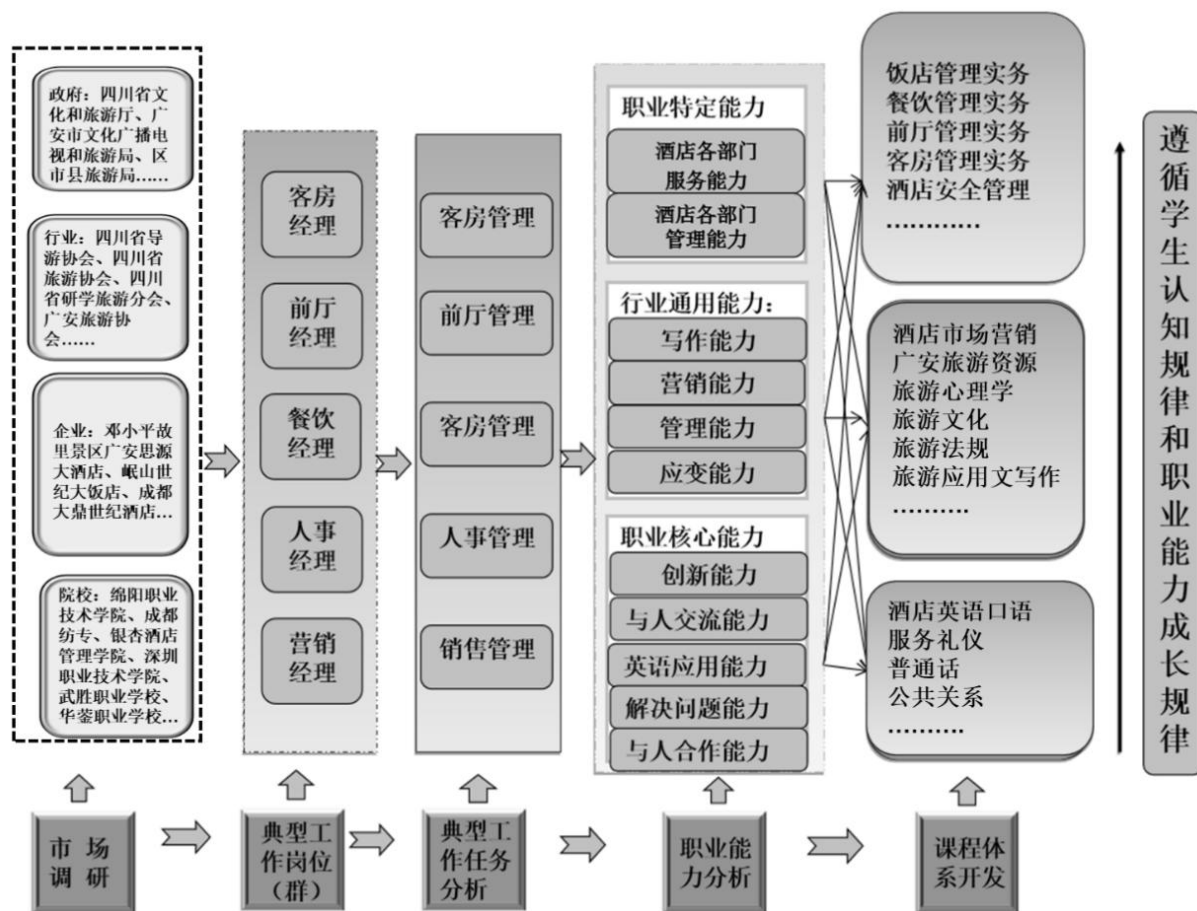 政府：四川省文
化和旅游厅、广
安市文化广播电
视和旅游局、区
市县旅游局……
行业：四川省导
游协会、四川省
旅游协会、四川
省研学旅游分会、
广安旅游协
会……
企业：邓小平故
里景区广安思源
大酒店、岷山世
纪大饭店、成都
大鼎世纪酒店...
院校：绵阳职业
技术学院、成都
纺专、银杏酒店
管理学院、深圳
职业技术学院、
武胜职业学校、
华蓥职业学校...
客房
经理
前厅
经理
餐饮
经理
人事
经理
营销
经理
客房管理
前厅管理
客房管理
人事管理
销售管理
职业特定能力
酒店各部门
服务能力
酒店各部门
管理能力
行业通用能力：
写作能力
营销能力
管理能力
应变能力
职业核心能力
创新能力
与人交流能力
英语应用能力
解决问题能力
与人合作能力
饭店管理实务
餐饮管理实务
前厅管理实务
客房管理实务
酒店安全管理
…………
酒店市场营销
广安旅游资源
旅游心理学
旅游文化
旅游法规
旅游应用文写作
……….
酒店英语口语
服务礼仪
普通话
公共关系
……….
遵循学生认知规律和职业能力成长规律
市 场
调 研
典型工
作岗位
（群）
典型工
作任务
分析
职业能
力分析
课程体
系开发